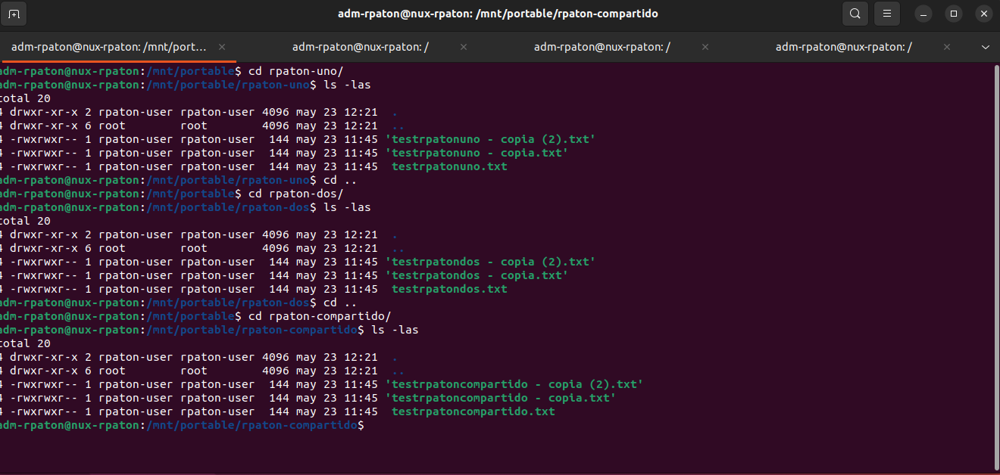 adm-rpaton@nux-rpaton: /mnt/portable/rpaton-compartido
adm-rpaton@nux-rpaton: /mnt/port...
adm-rpaton@nux-rpaton: /
adm-rpaton@nux-rpaton: /
adm-rpaton@nux-rpaton: /
adm-rpaton@nux-rpaton:/mnt/portable$ cd rpaton-uno/
adm-rpaton@nux-rpaton:/mnt/portable/rpaton-uno$ ls -las
total 20
4 drwxr-xr-x 2 rpaton-user rpaton-user 4096 may 23 12:21  .
4 drwxr-xr-x 6 root        root        4096 may 23 12:21  ..
4 -rwxrwxr-- 1 rpaton-user rpaton-user  144 may 23 11:45 'testrpatonuno - copia (2).txt'
4 -rwxrwxr-- 1 rpaton-user rpaton-user  144 may 23 11:45 'testrpatonuno - copia.txt'
4 -rwxrwxr-- 1 rpaton-user rpaton-user  144 may 23 11:45  testrpatonuno.txt
adm-rpaton@nux-rpaton:/mnt/portable/rpaton-uno$ cd ..
adm-rpaton@nux-rpaton:/mnt/portable$ cd rpaton-dos/
adm-rpaton@nux-rpaton:/mnt/portable/rpaton-dos$ ls -las
total 20
4 drwxr-xr-x 2 rpaton-user rpaton-user 4096 may 23 12:21  .
4 drwxr-xr-x 6 root        root        4096 may 23 12:21  ..
4 -rwxrwxr-- 1 rpaton-user rpaton-user  144 may 23 11:45 'testrpatondos - copia (2).txt'
4 -rwxrwxr-- 1 rpaton-user rpaton-user  144 may 23 11:45 'testrpatondos - copia.txt'
4 -rwxrwxr-- 1 rpaton-user rpaton-user  144 may 23 11:45  testrpatondos.txt
adm-rpaton@nux-rpaton:/mnt/portable/rpaton-dos$ cd ..
adm-rpaton@nux-rpaton:/mnt/portable$ cd rpaton-compartido/
adm-rpaton@nux-rpaton:/mnt/portable/rpaton-compartido$ ls -las
total 20
4 drwxr-xr-x 2 rpaton-user rpaton-user 4096 may 23 12:21  .
4 drwxr-xr-x 6 root        root        4096 may 23 12:21  ..
4 -rwxrwxr-- 1 rpaton-user rpaton-user  144 may 23 11:45 'testrpatoncompartido - copia (2).txt'
4 -rwxrwxr-- 1 rpaton-user rpaton-user  144 may 23 11:45 'testrpatoncompartido - copia.txt'
4 -rwxrwxr-- 1 rpaton-user rpaton-user  144 may 23 11:45  testrpatoncompartido.txt
adm-rpaton@nux-rpaton:/mnt/portable/rpaton-compartido$